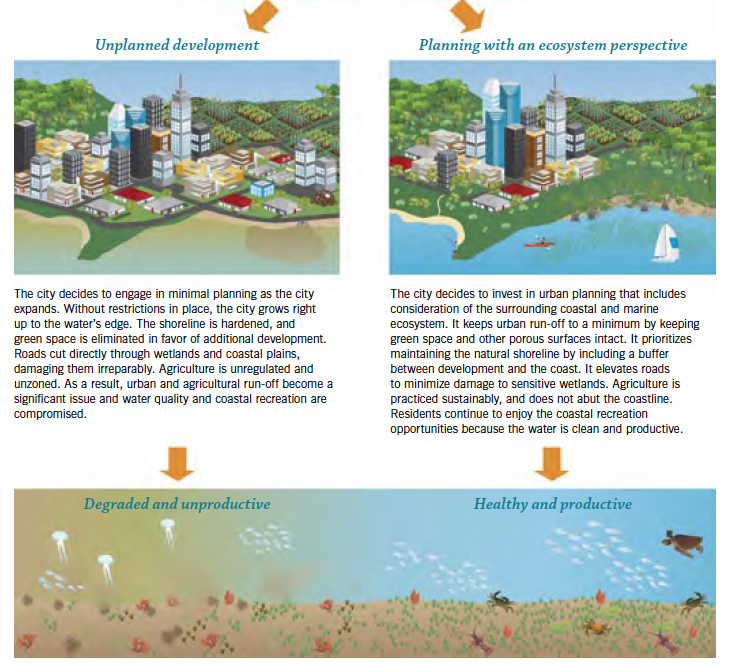 Unplanned development
The city decides to engage in minimal planning as the city
expands. Without restrictions in place, the city grows right
up to the water's edge. The shoreline is hardened, and
green space is eliminated in favor of additional development.
Roads cut directly through wetlands and coastal plains,
damaging them irreparably. Agriculture is unregulated and
unzoned. As a result, urban and agricultural run-off become a
significant issue and water quality and coastal recreation are
compromised.
Planning with an ecosystem perspective
The city decides to invest in urban planning that includes
consideration of the surrounding coastal and marine
ecosystem. It keeps urban run-off to a minimum by keeping
green space and other porous surfaces intact. It prioritizes
maintaining the natural shoreline by including a buffer
between development and the coast. It elevates roads
to minimize damage to sensitive wetlands. Agriculture is
practiced sustainably, and does not abut the coastline.
Residents continue to enjoy the coastal recreation
opportunities because the water is clean and productive.
Degraded and unproductive
Healthy and productive